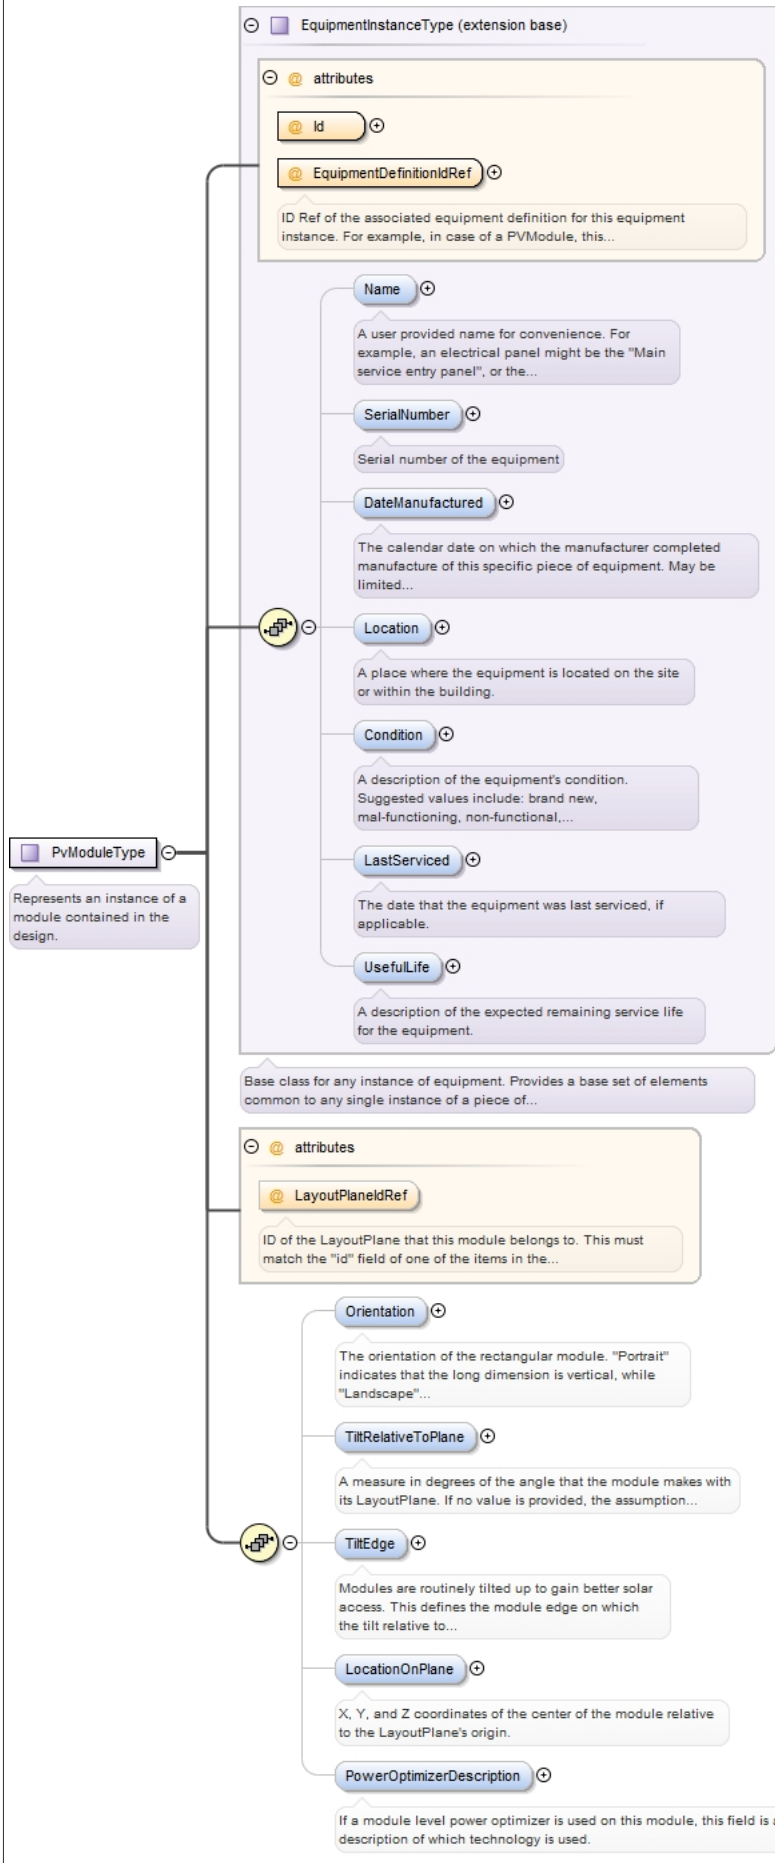 EquipmentInstanceType (extension base)
@ attributes
@ Id
@ EquipmentDefinitionIdRef
ID Ref of the associated equipment definition for this equipment
instance. For example, in case of a PVModule, this...
Name
A user provided name for convenience. For
example, an electrical panel might be the "Main
service entry panel", or the...
SerialNumber
Serial number of the equipment
DateManufactured
The calendar date on which the manufacturer completed
manufacture of this specific piece of equipment. May be
limited...
Location
A place where the equipment is located on the site
or within the building.
Condition
A description of the equipment's condition.
Suggested values include: brand new,
mal-functioning, non-functional,...
PvModuleType
Represents an instance of a
module contained in the
design.
LastServiced
The date that the equipment was last serviced, if
applicable.
UsefulLife
A description of the expected remaining service life
for the equipment.
Base class for any instance of equipment. Provides a base set of elements
common to any single instance of a piece of...
@ attributes
@ LayoutPlaneIdRef
ID of the LayoutPlane that this module belongs to. This must
match the "id" field of one of the items in the...
Orientation
The orientation of the rectangular module. "Portrait"
indicates that the long dimension is vertical, while
"Landscape"...
TiltRelativeToPlane
A measure in degrees of the angle that the module makes with
its LayoutPlane. If no value is provided, the assumption...
TiltEdge
Modules are routinely tilted up to gain better solar
access. This defines the module edge on which
the tilt relative to...
LocationOnPlane
X, Y, and Z coordinates of the center of the module relative
to the LayoutPlane's origin.
PowerOptimizerDescription
If a module level power optimizer is used on this module, this field is a
description of which technology is used.